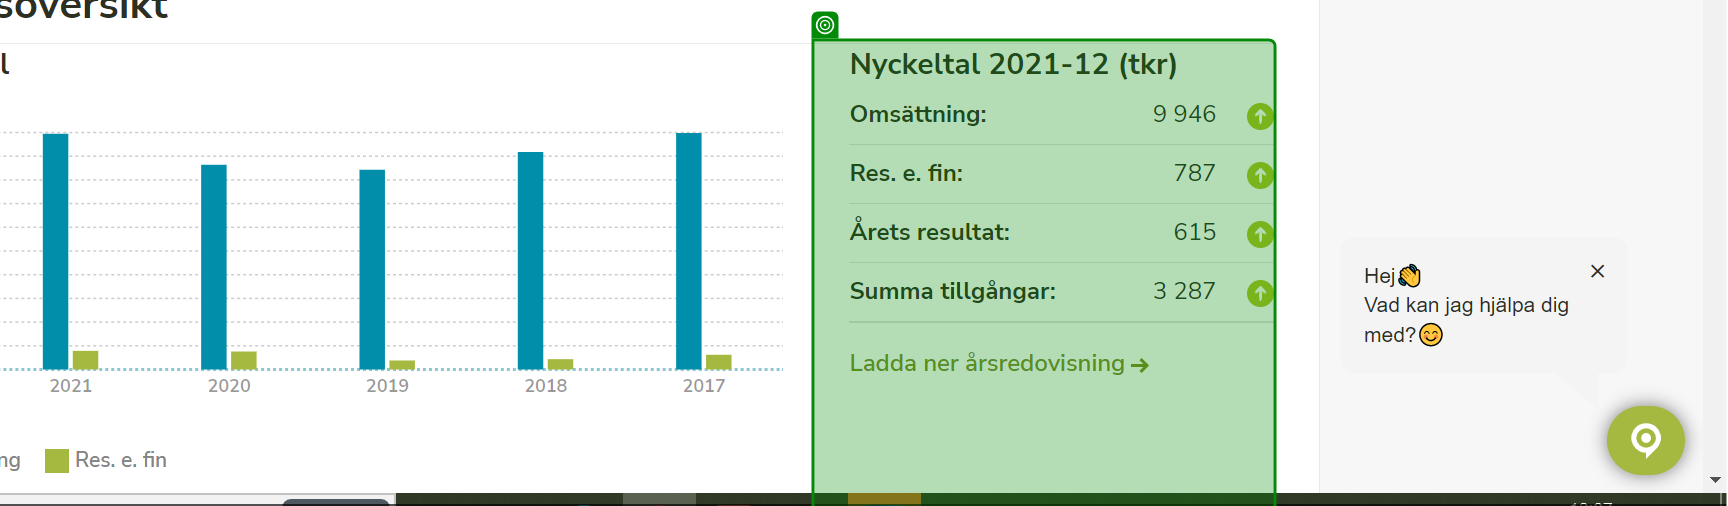 soversikt
l
2021
2020
2019
2018
2017
ng
Res. e. fin
Nyckeltal 2021-12 (tkr)
Omsättning: 9 946
Res. e. fin: 787
Årets resultat: 615
Summa tillgångar: 3 287
Ladda ner årsredovisning →
Hej👋
Vad kan jag hjälpa dig
med?😊